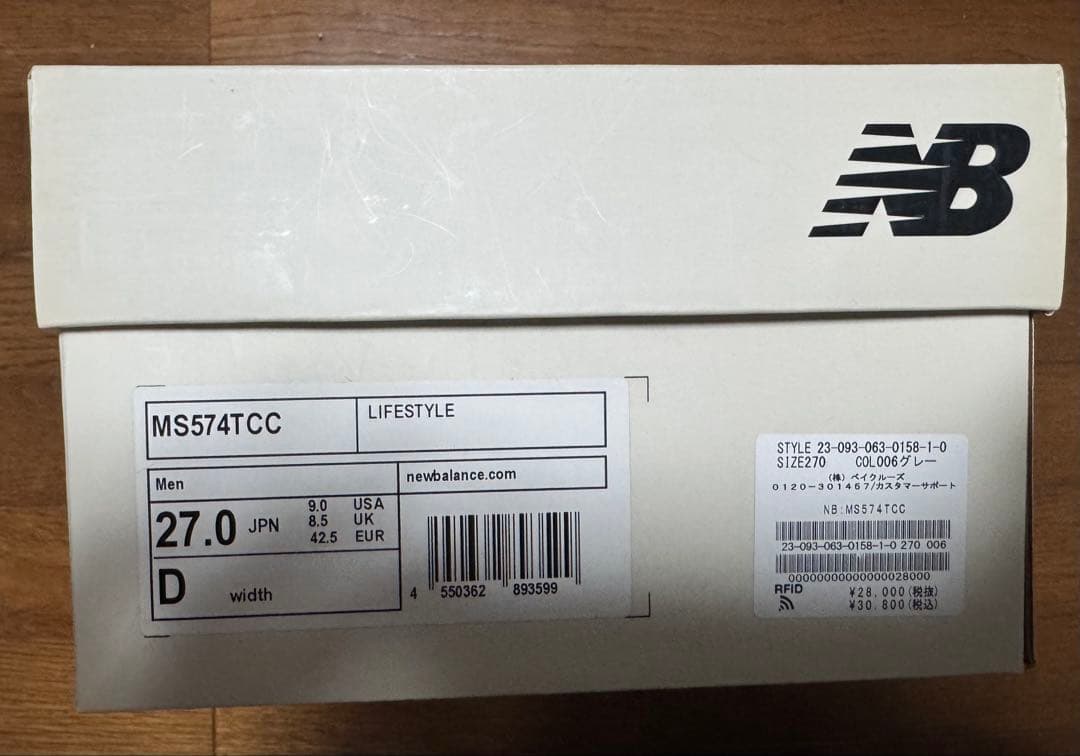 NB
MS574TCC
LIFESTYLE
Men
newbalance.com
27.0 JPN
9.0 USA
8.5 UK
42.5 EUR
D width
4 550362 893599
STYLE 23-093-063-0158-1-0
SIZE270 COL006グレー
(株) ベイクルーズ
0120-301457/カスタマーサポート
NB:MS574TCC
23-093-063-0158-1-0 270 006
00000000000000028000
RFID
¥28,000(税抜)
¥30,800(税込)